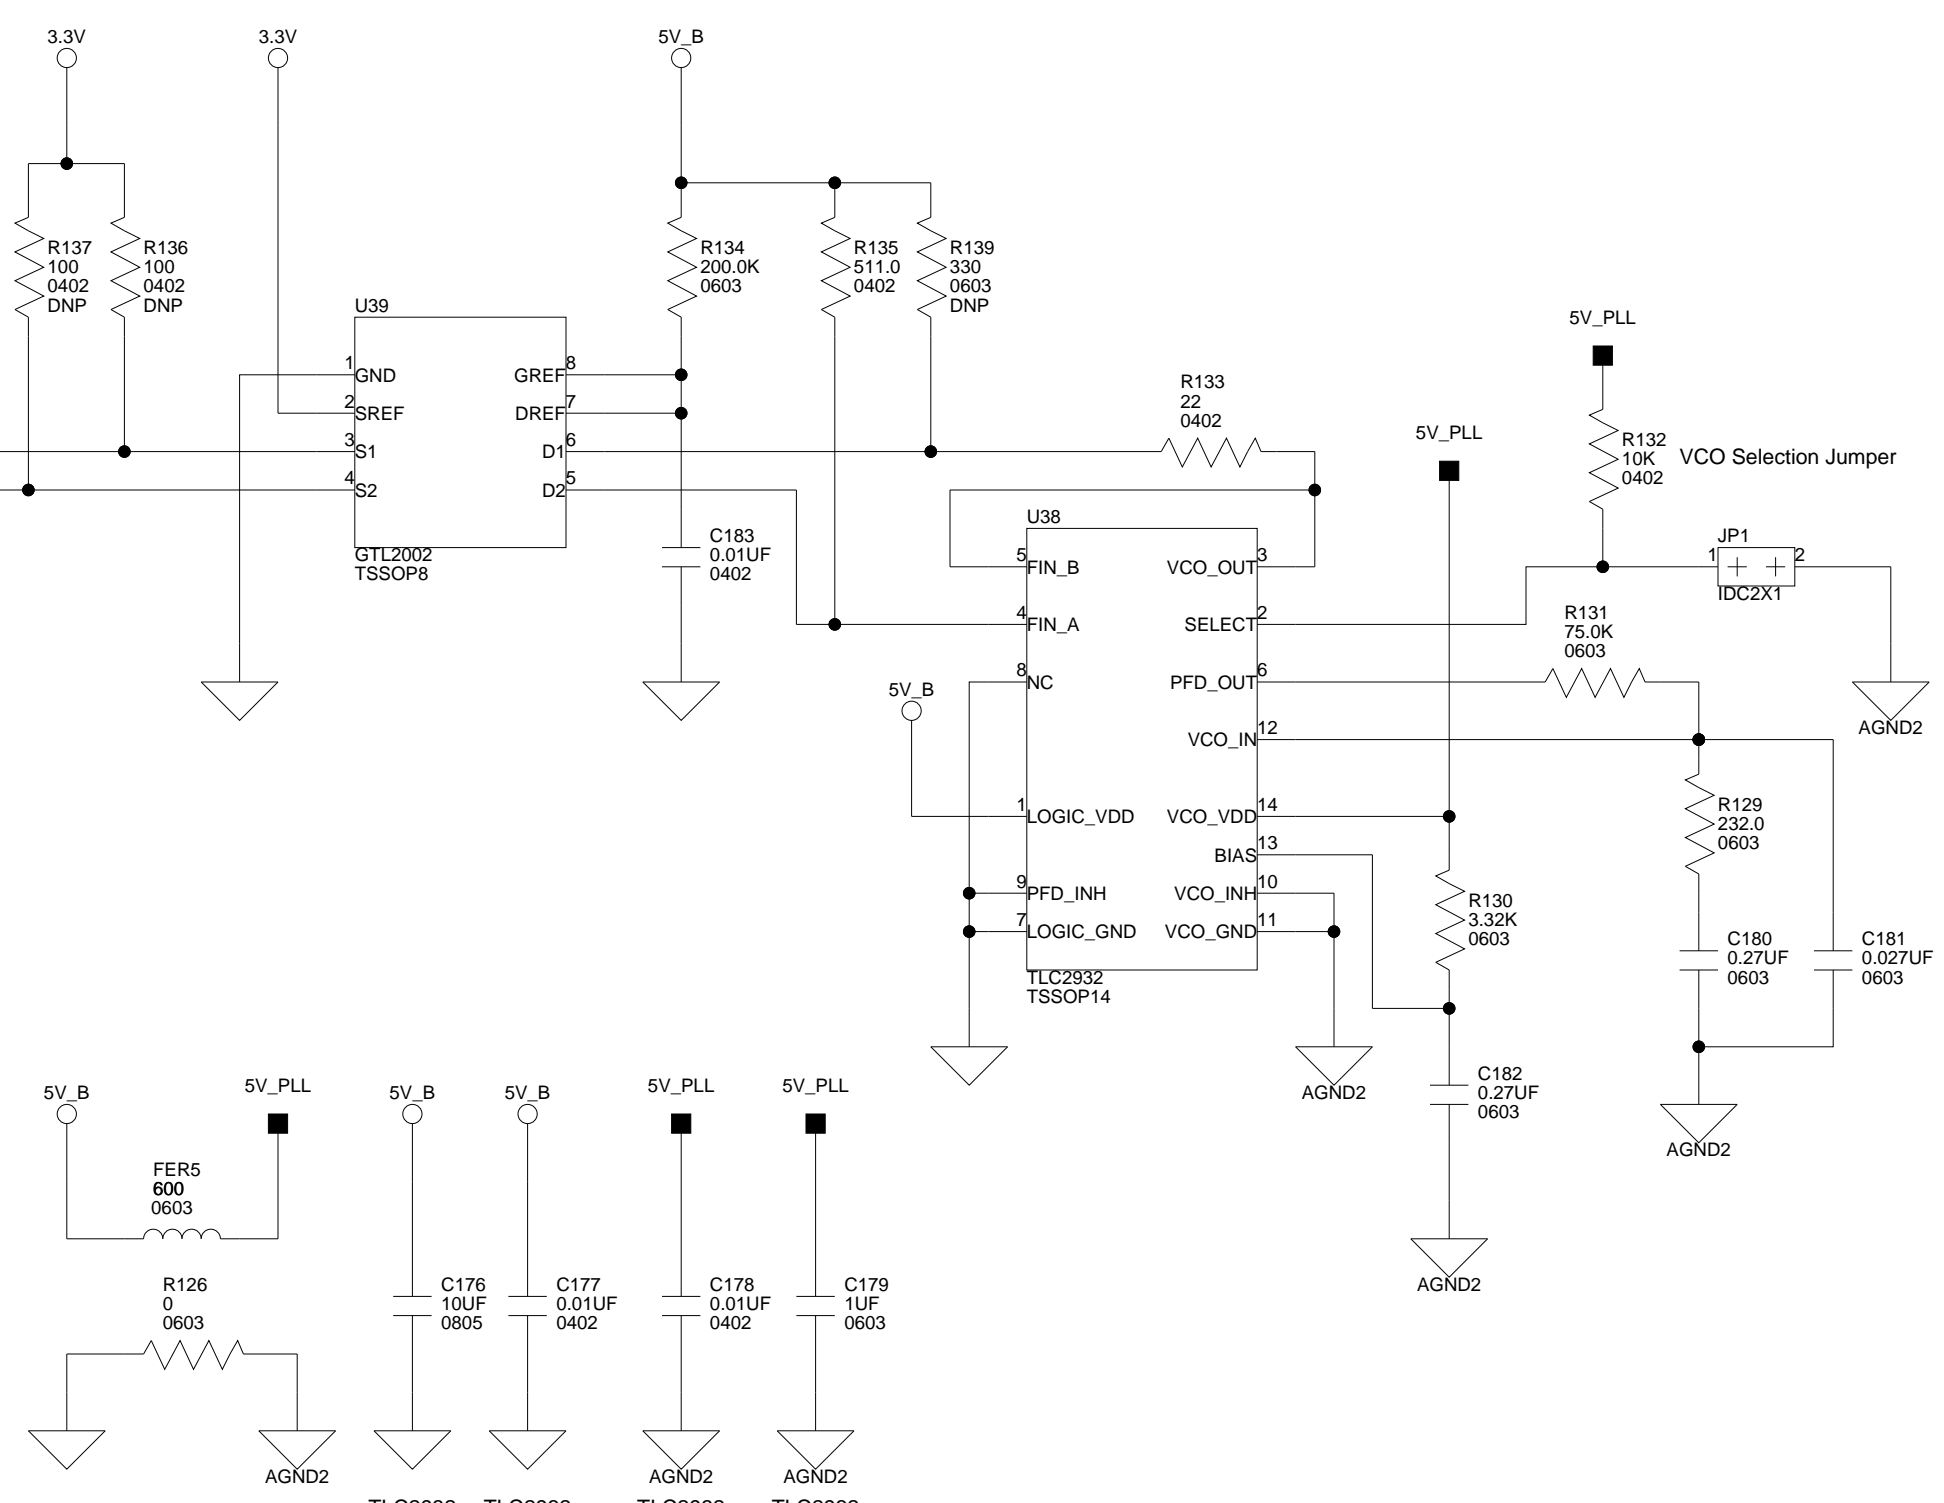 3.3V
3.3V
5V_B
R137
100
0402
DNP
R136
100
0402
DNP
R134
200.0K
0603
R135
511.0
0402
R139
330
0603
DNP
U39
1
GND
2
SREF
3
S1
4
S2
8
GREF
7
DREF
6
D1
5
D2
GTL2002
TSSOP8
C183
0.01UF
0402
R133
22
0402
5V_PLL
5V_PLL
R132
10K
0402
VCO Selection Jumper
JP1
1
2
IDC2X1
AGND2
U38
5
FIN_B
4
FIN_A
8
NC
1
LOGIC_VDD
9
PFD_INH
7
LOGIC_GND
3
VCO_OUT
2
SELECT
6
PFD_OUT
12
VCO_IN
14
VCO_VDD
13
BIAS
10
VCO_INH
11
VCO_GND
TLC2932
TSSOP14
5V_B
R131
75.0K
0603
R129
232.0
0603
R130
3.32K
0603
C180
0.27UF
0603
C181
0.027UF
0603
AGND2
C182
0.27UF
0603
AGND2
AGND2
5V_B
5V_PLL
FER5
600
0603
R126
0
0603
AGND2
5V_B
C176
10UF
0805
5V_B
C177
0.01UF
0402
5V_PLL
C178
0.01UF
0402
AGND2
5V_PLL
C179
1UF
0603
AGND2